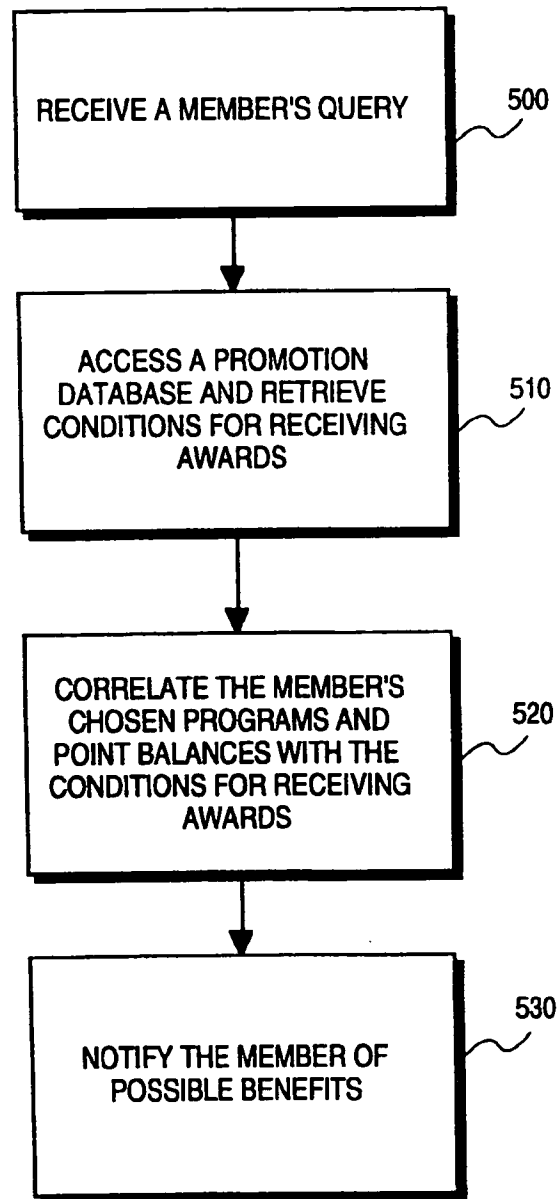 RECEIVE A MEMBER'S QUERY
500
ACCESS A PROMOTION
DATABASE AND RETRIEVE
CONDITIONS FOR RECEIVING
AWARDS
510
CORRELATE THE MEMBER'S
CHOSEN PROGRAMS AND
POINT BALANCES WITH THE
CONDITIONS FOR RECEIVING
AWARDS
520
NOTIFY THE MEMBER OF
POSSIBLE BENEFITS
530